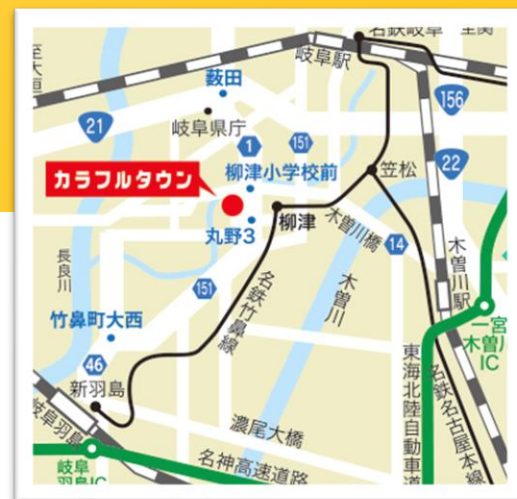 名鉄岐阜
岐阜駅
至大垣
薮田
156
21
岐阜県庁
1
151
22
柳津小学校前
笠松
カラフルタウン
丸野3
柳津
木曽川橋
14
長良川
木曽川
木曽川駅
151
名鉄竹鼻線
竹鼻町大西
一宮
木曽川
IC
46
新羽島
東海北陸自動車道
名鉄名古屋本線
岐阜羽島
濃尾大橋
岐阜
羽島IC
名神高速道路